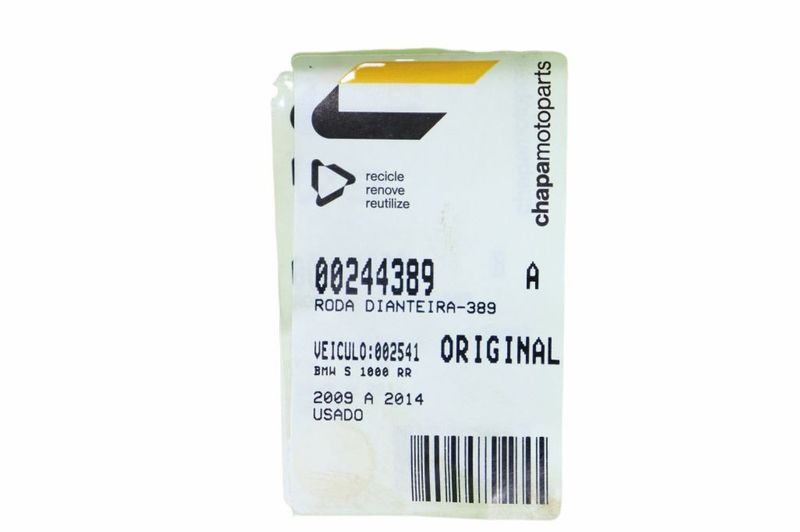 chapamotoparts
recicle
renove
reutilize
00244389 A
RODA DIANTEIRA-389
VEICULO:002541 ORIGINAL
BMW S 1000 RR
2009 A 2014
USADO